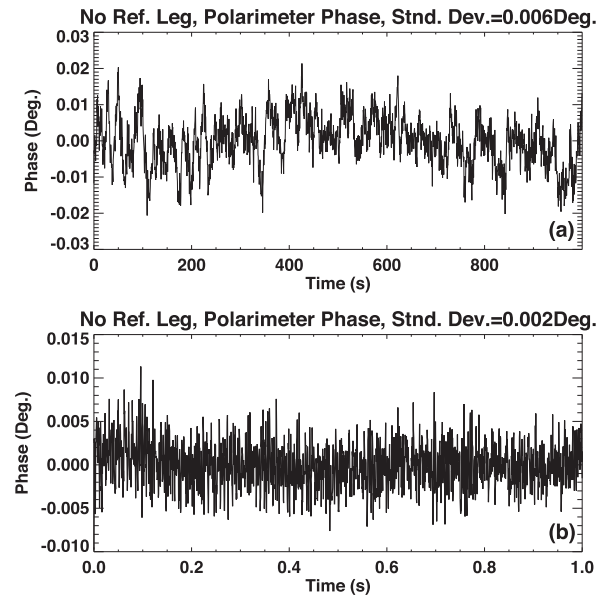 No Ref. Leg, Polarimeter Phase, Stnd. Dev.=0.006Deg.
0.03
0.02
0.01
0.00
-0.01
-0.02
-0.03
Phase (Deg.)
(a)
0 200 400 600 800
Time (s)
No Ref. Leg, Polarimeter Phase, Stnd. Dev.=0.002Deg.
0.015
0.010
0.005
0.000
-0.005
-0.010
Phase (Deg.)
(b)
0.0 0.2 0.4 0.6 0.8 1.0
Time (s)